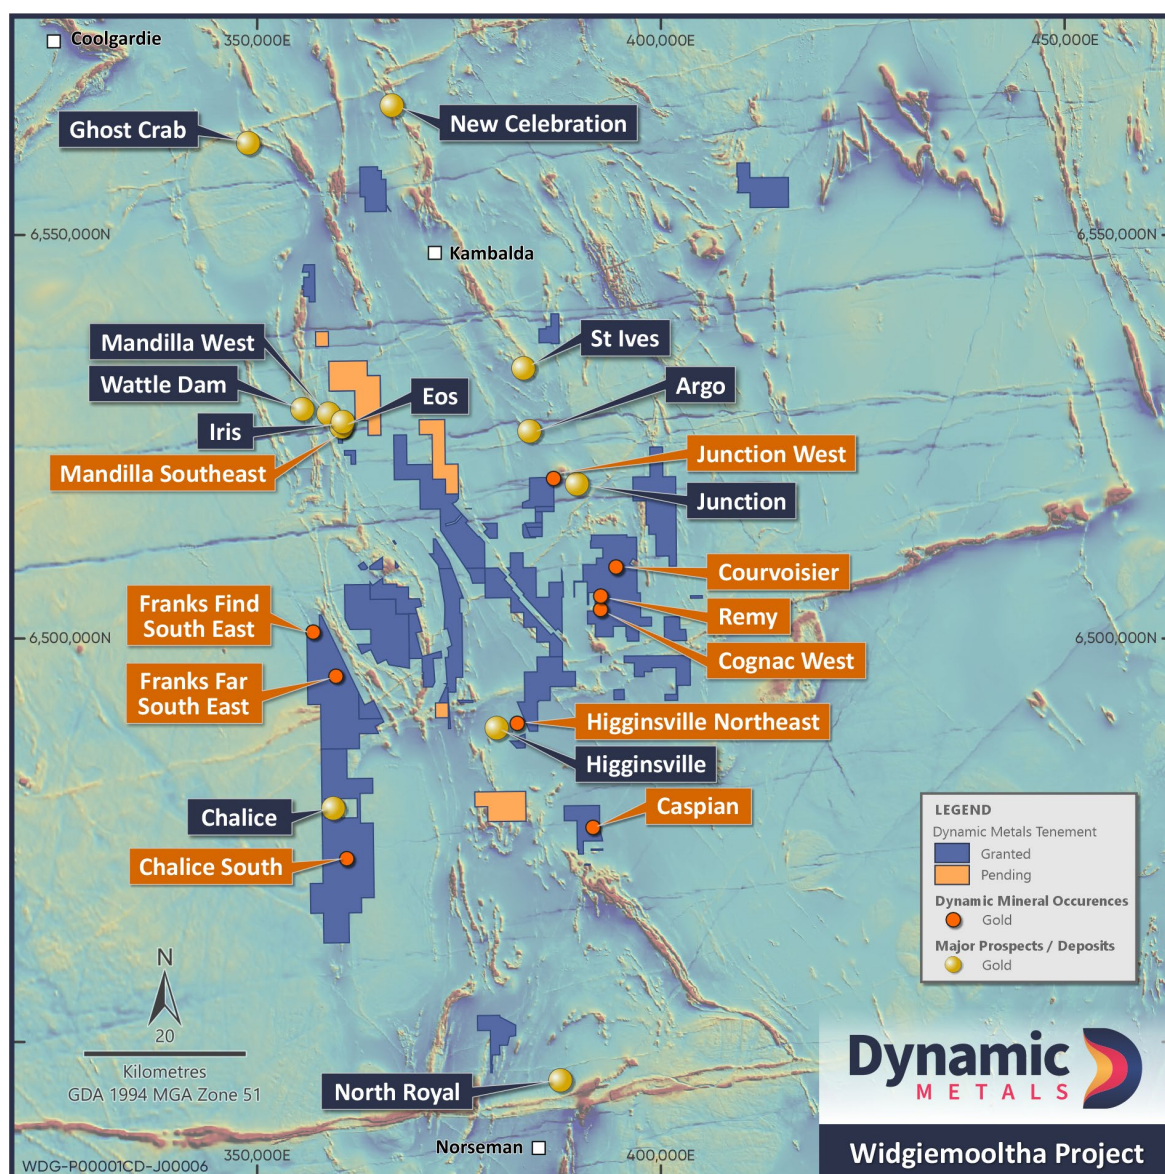 Coolgardie
350,000E
400,000E
450,000E
Ghost Crab
New Celebration
6,550,000N
6,550,000N
Kambalda
Mandilla West
St Ives
Wattle Dam
Eos
Argo
Iris
Mandilla Southeast
Junction West
Junction
Courvoisier
Franks Find
South East
Remy
6,500,000N
6,500,000N
Cognac West
Franks Far
South East
Higginsville Northeast
Higginsville
Caspian
Chalice
Chalice South
LEGEND
Dynamic Metals Tenement
Granted
Pending
Dynamic Mineral Occurences
Gold
Major Prospects / Deposits
Gold
N
20
Kilometres
GDA 1994 MGA Zone 51
North Royal
Dynamic
METALS
Norseman
Widgiemooltha Project
WDG-P00001CD-J00006
350,000E
400,000E